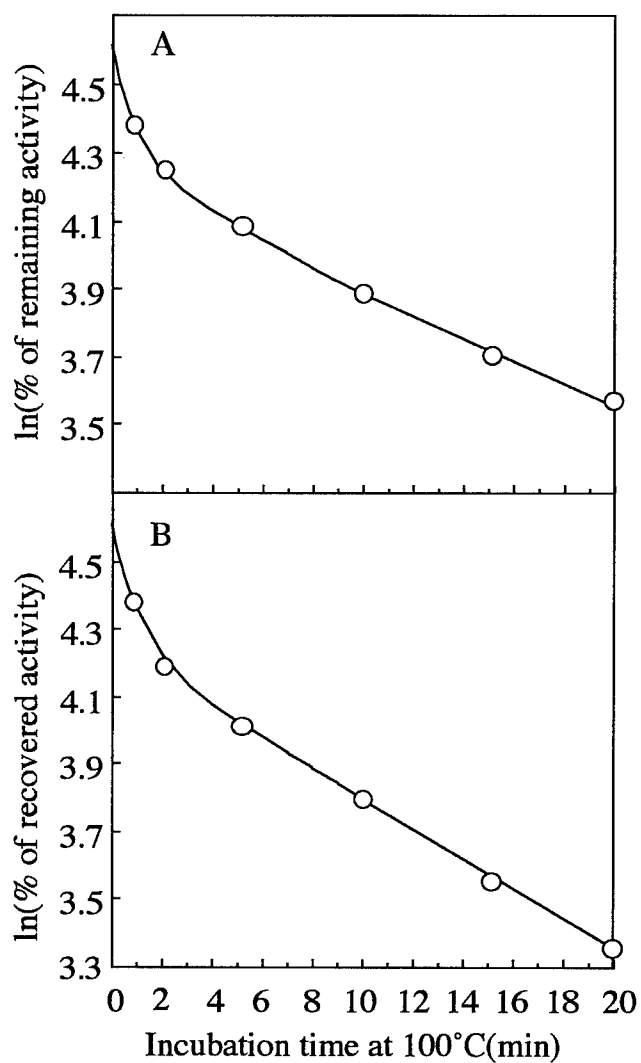 A
ln(% of remaining activity)
4.5
4.3
4.1
3.9
3.7
3.5
B
ln(% of recovered activity)
4.5
4.3
4.1
3.9
3.7
3.5
3.3
0 2 4 6 8 10 12 14 16 18 20
Incubation time at 100°C(min)